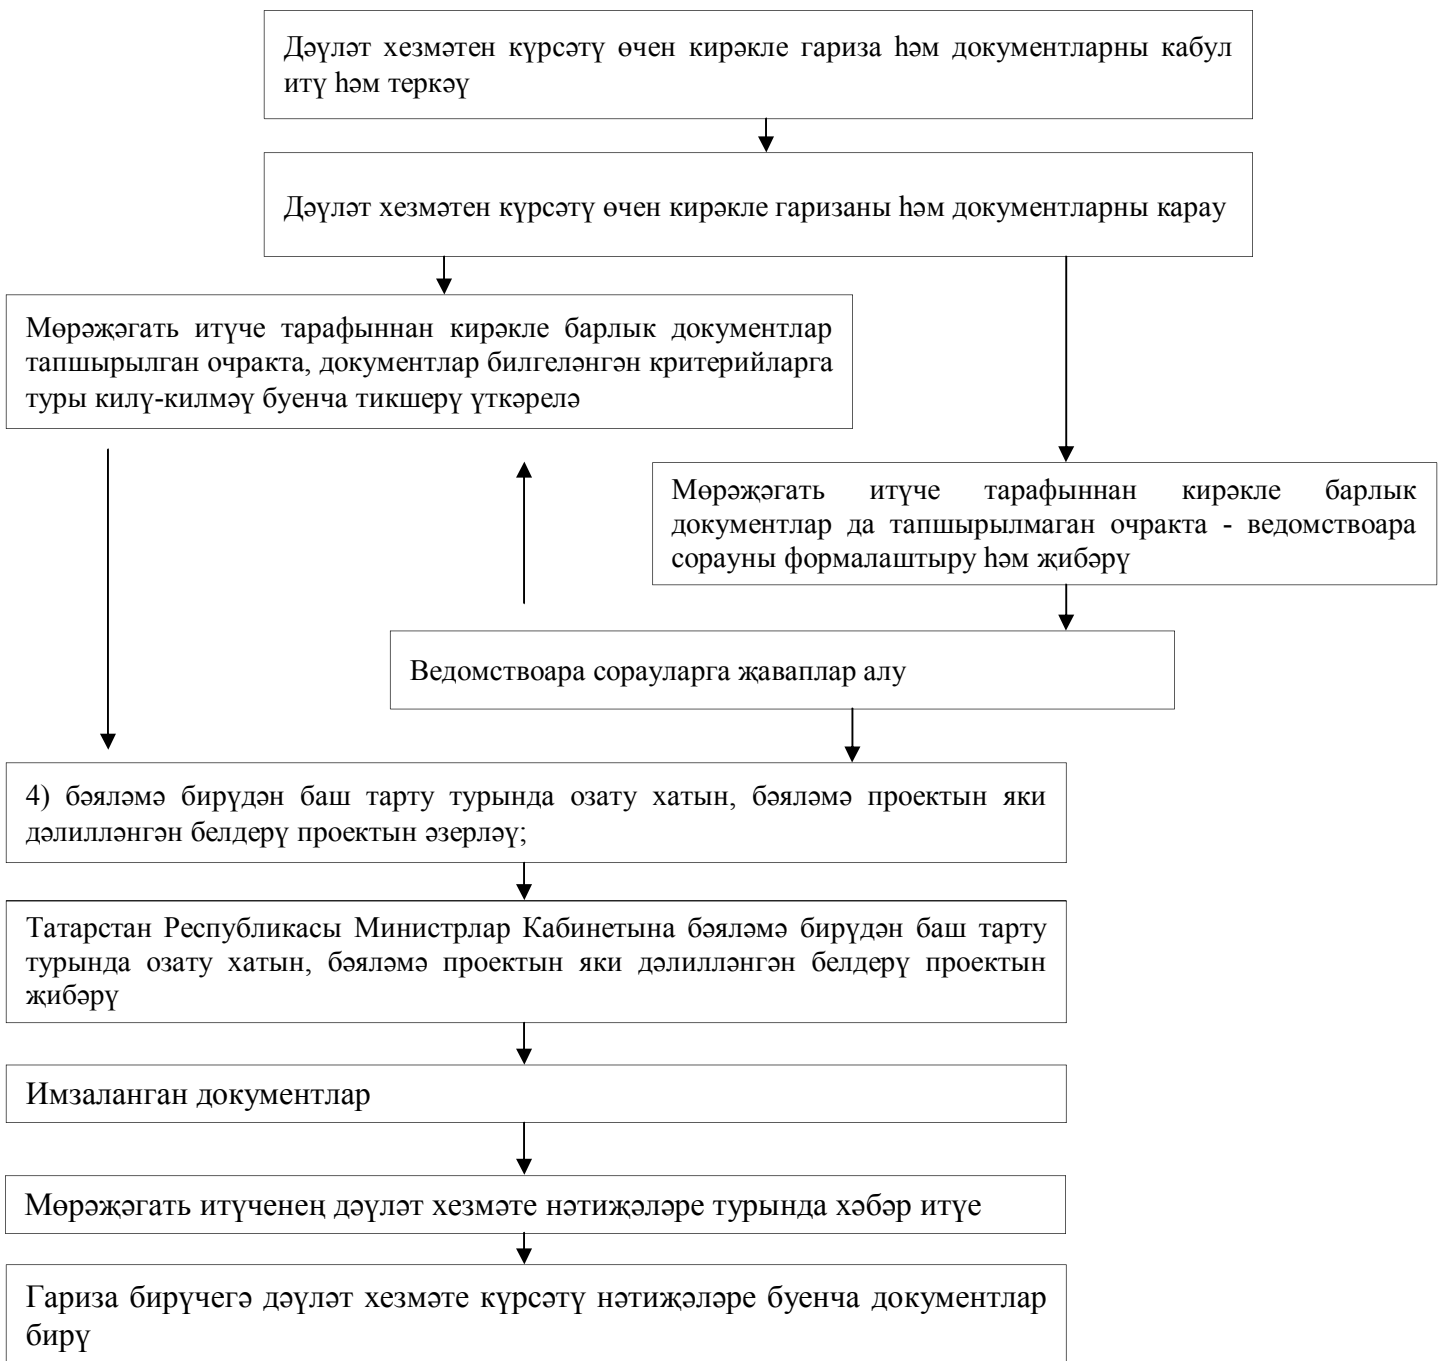 Дәүләт хезмәтен күрсәтү өчен кирәкле гариза һәм документларны кабул
итү һәм теркәү
Дәүләт хезмәтен күрсәтү өчен кирәкле гаризаны һәм документларны карау
Мөрәҗәгать итүче тарафыннан кирәкле барлык документлар
тапшырылган очракта, документлар билгеләнгән критерийларга
туры килү-килмәү буенча тикшерү үткәрелә
Мөрәҗәгать итүче тарафыннан кирәкле барлык
документлар да тапшырылмаган очракта - ведомствоара
сорауны формалаштыру һәм җибәрү
Ведомствоара сорауларга җаваплар алу
4) бәяләмә бирүдән баш тарту турында озату хатын, бәяләмә проектын яки
дәлилләнгән белдерү проектын әзерләү;
Татарстан Республикасы Министрлар Кабинетына бәяләмә бирүдән баш тарту
турында озату хатын, бәяләмә проектын яки дәлилләнгән белдерү проектын
җибәрү
Имзаланган документлар
Мөрәҗәгать итүченең дәүләт хезмәте нәтиҗәләре турында хәбәр итүе
Гариза бирүчегә дәүләт хезмәте күрсәтү нәтиҗәләре буенча документлар
бирү